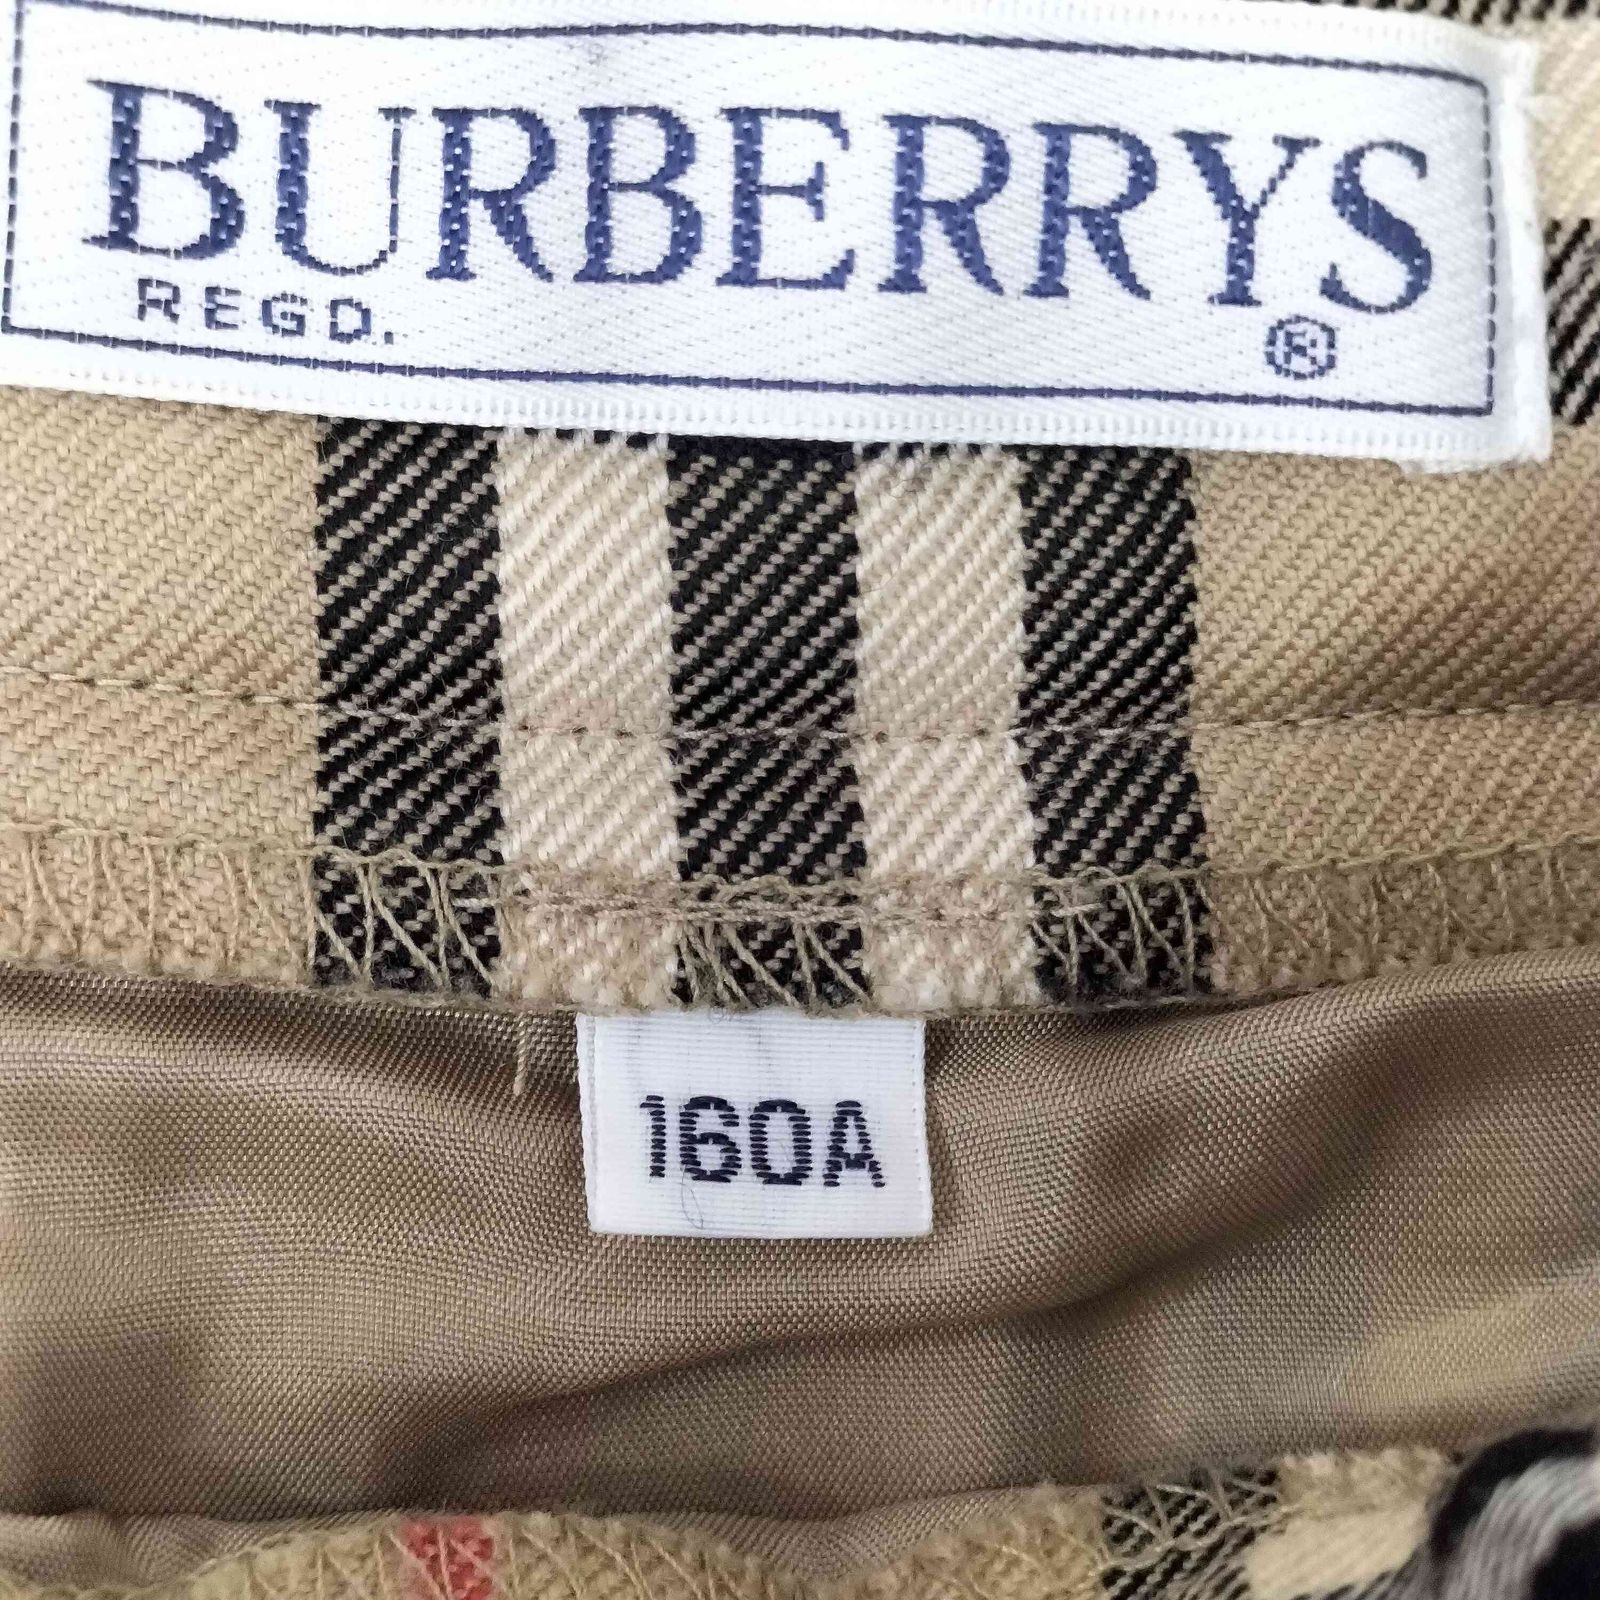 BURBERRYS
REGD. ®
160A